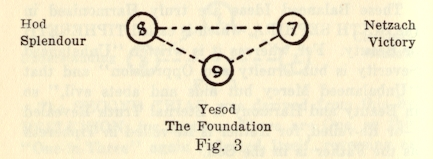 Hod
Splendour
8
7
Netzach
Victory
9
Yesod
The Foundation
Fig. 3